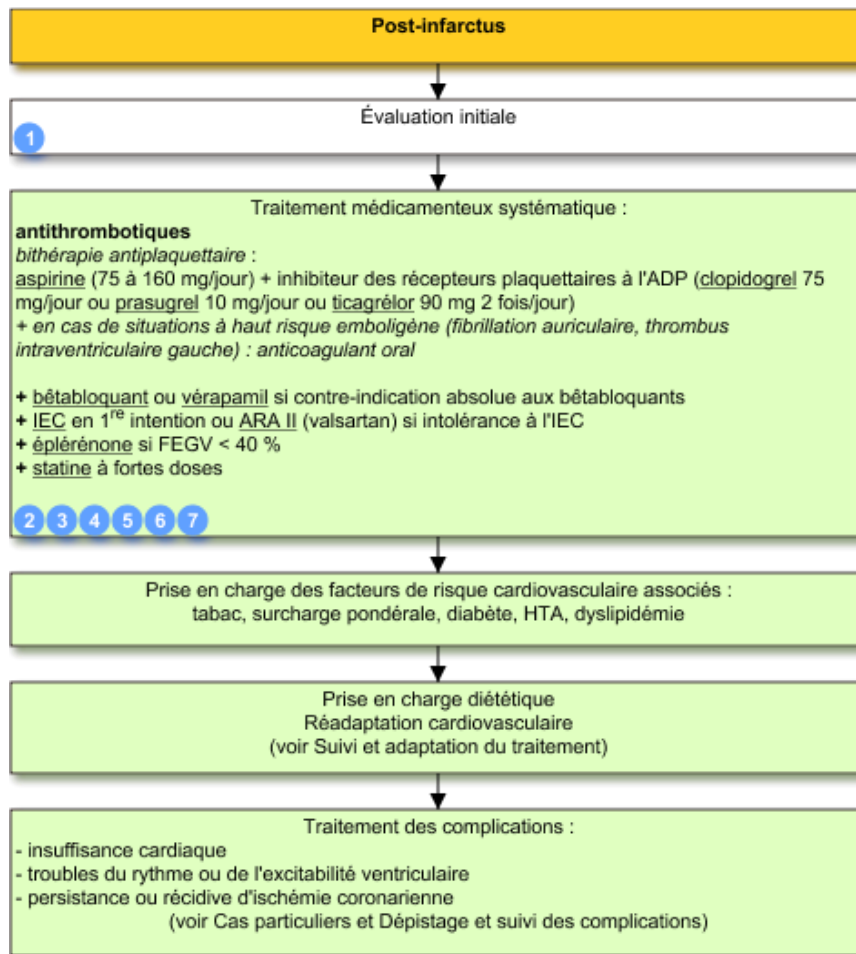 Post-infarctus
Évaluation initiale
1
Traitement médicamenteux systématique :
antithrombotiques
bithérapie antiplaquettaire :
aspirine (75 à 160 mg/jour) + inhibiteur des récepteurs plaquettaires à l'ADP (clopidogrel 75
mg/jour ou prasugrel 10 mg/jour ou ticagrélor 90 mg 2 fois/jour)
+ en cas de situations à haut risque emboligène (fibrillation auriculaire, thrombus
intraventriculaire gauche) : anticoagulant oral
+ bêtabloquant ou vérapamil si contre-indication absolue aux bêtabloquants
+ IEC en 1re intention ou ARA II (valsartan) si intolérance à l'IEC
+ éplérénone si FEGV < 40 %
+ statine à fortes doses
2 3 4 5 6 7
Prise en charge des facteurs de risque cardiovasculaire associés :
tabac, surcharge pondérale, diabète, HTA, dyslipidémie
Prise en charge diététique
Réadaptation cardiovasculaire
(voir Suivi et adaptation du traitement)
Traitement des complications :
- insuffisance cardiaque
- troubles du rythme ou de l'excitabilité ventriculaire
- persistance ou récidive d'ischémie coronarienne
(voir Cas particuliers et Dépistage et suivi des complications)